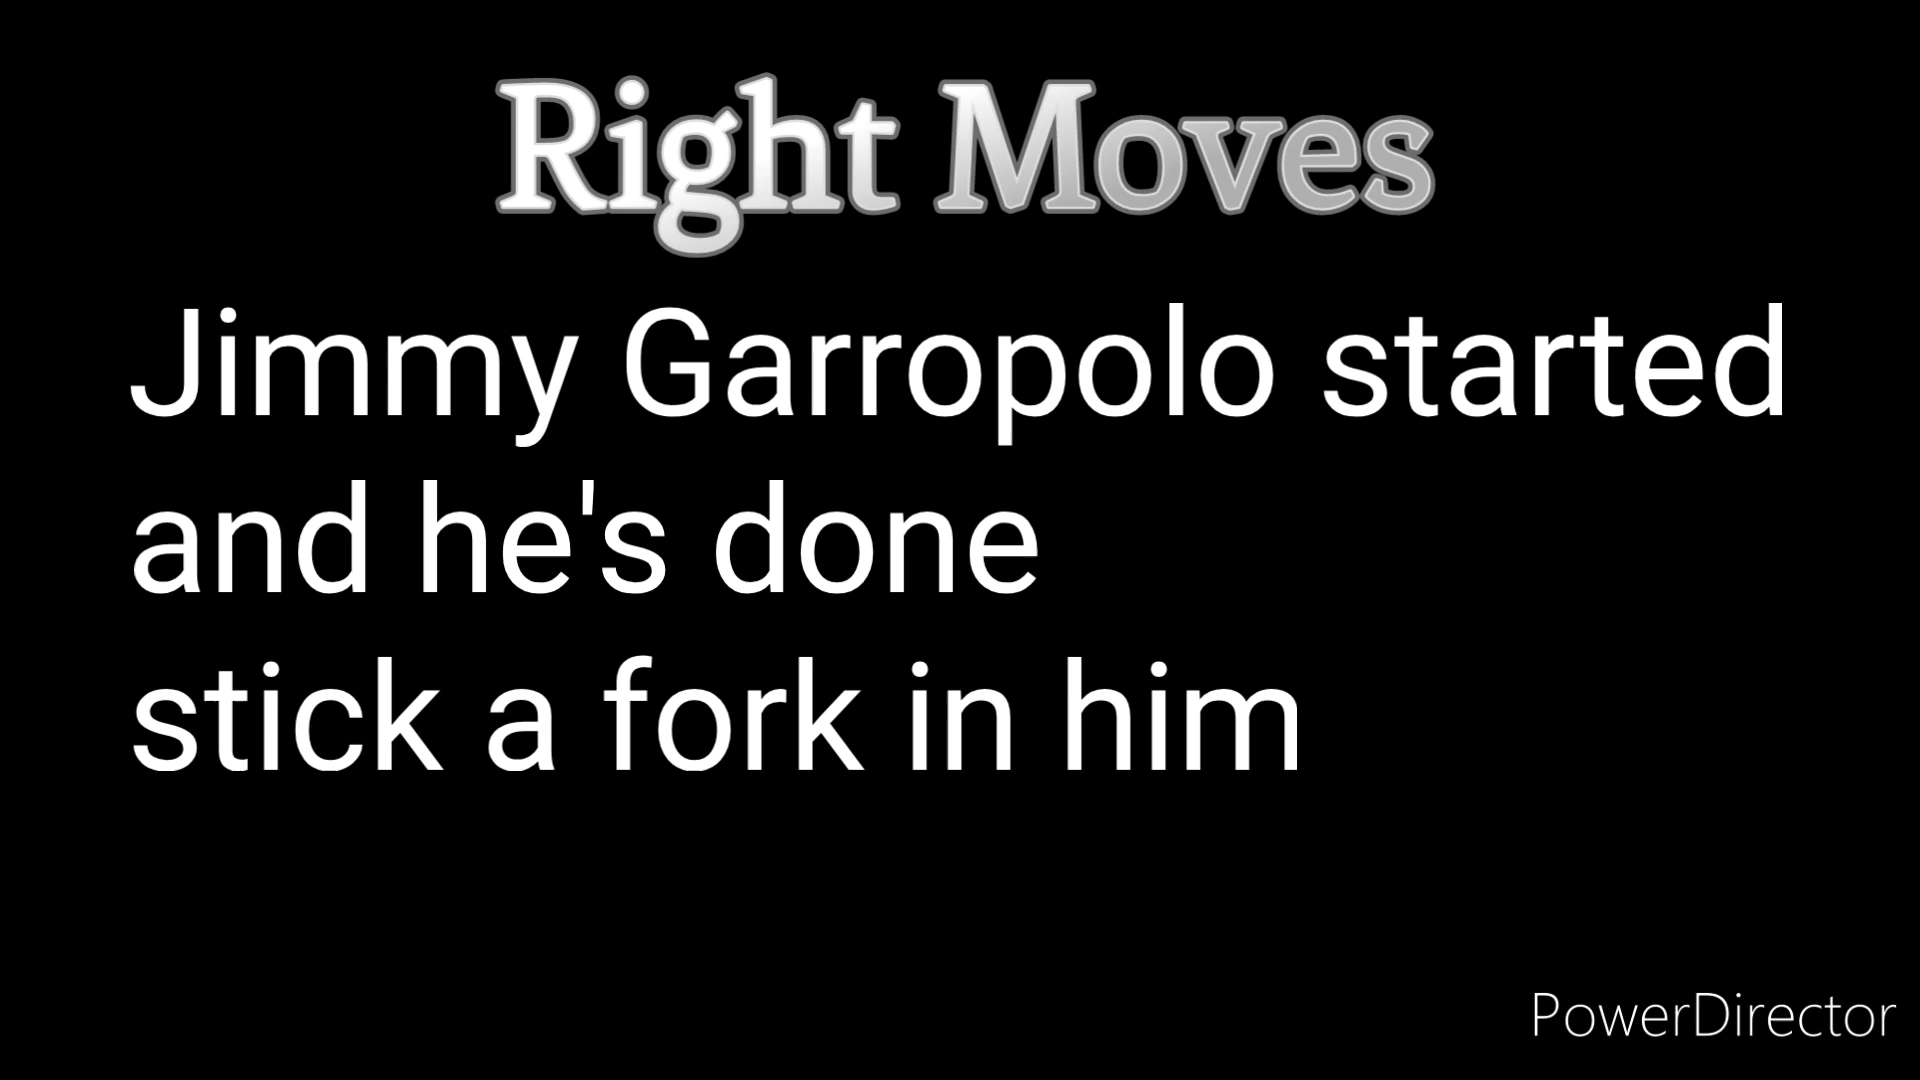 Right Moves
Jimmy Garropolo started
and he's done
stick a fork in him
PowerDirector